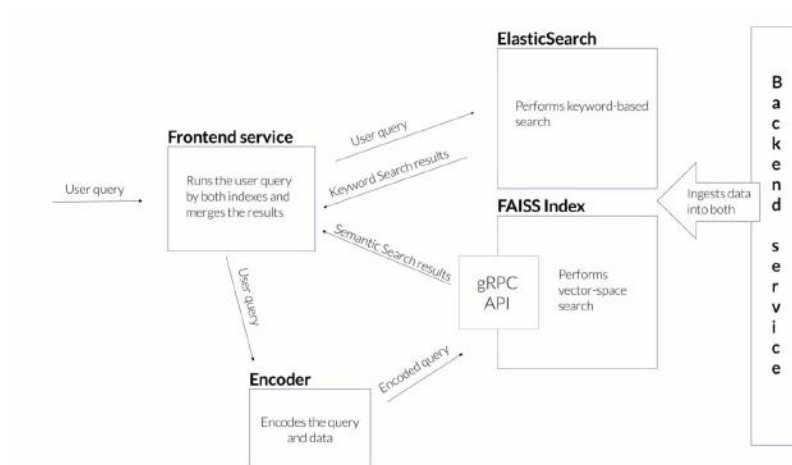 ElasticSearch
Performs keyword-based
search
Frontend service
Runs the user query
by both indexes and
merges the results
User query
User query
Keyword Search results
Semantic Search results
User query
FAISS Index
gRPC
API
Performs
vector-space
search
Ingests data
into both
Backend service
Encoder
Encodes the query
and data
Encoded query